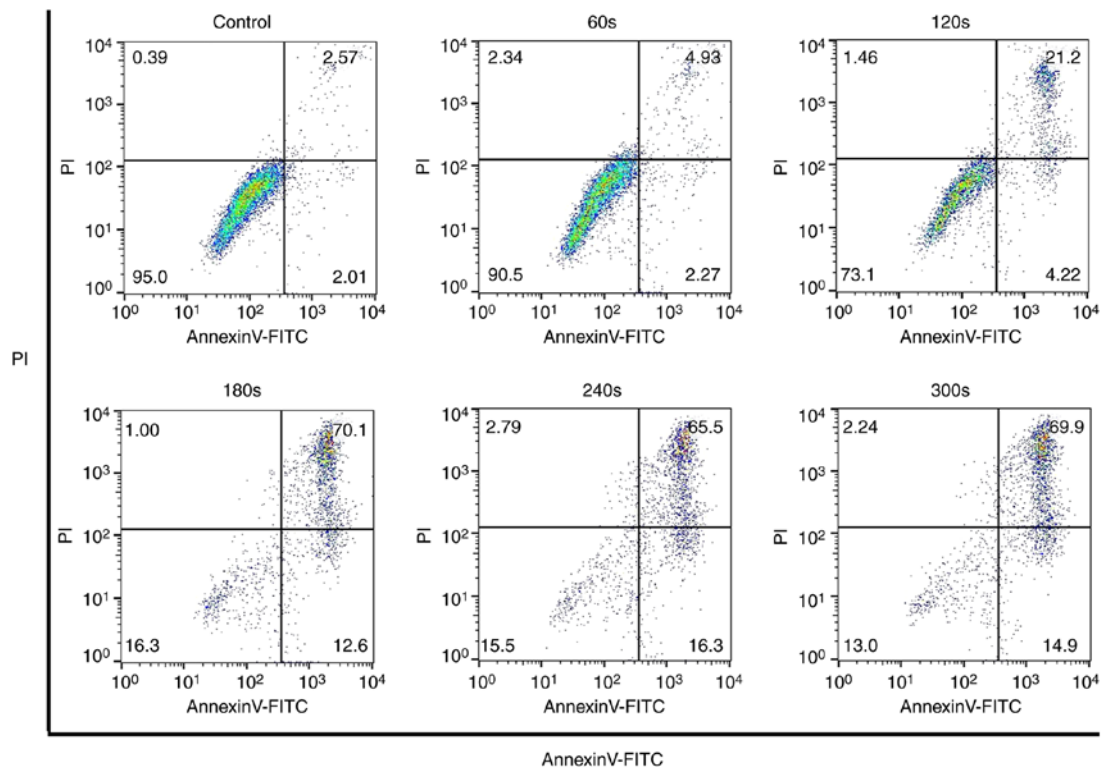 Control 60s 120s
10⁴ 0.39 2.57 10⁴ 2.34 4.93 10⁴ 1.46 21.2
10³ 10³ 10³
PI 10² PI 10² PI 10²
10¹ 10¹ 10¹
95.0 2.01 90.5 2.27 73.1 4.22
10⁰ 10⁰ 10⁰
10⁰ 10¹ 10² 10³ 10⁴ 10⁰ 10¹ 10² 10³ 10⁴ 10⁰ 10¹ 10² 10³ 10⁴
AnnexinV-FITC AnnexinV-FITC AnnexinV-FITC
PI
180s 240s 300s
10⁴ 1.00 70.1 10⁴ 2.79 65.5 10⁴ 2.24 69.9
10³ 10³ 10³
PI 10² PI 10² PI 10²
10¹ 10¹ 10¹
16.3 12.6 15.5 16.3 13.0 14.9
10⁰ 10⁰ 10⁰
10⁰ 10¹ 10² 10³ 10⁴ 10⁰ 10¹ 10² 10³ 10⁴ 10⁰ 10¹ 10² 10³ 10⁴
AnnexinV-FITC AnnexinV-FITC AnnexinV-FITC
AnnexinV-FITC